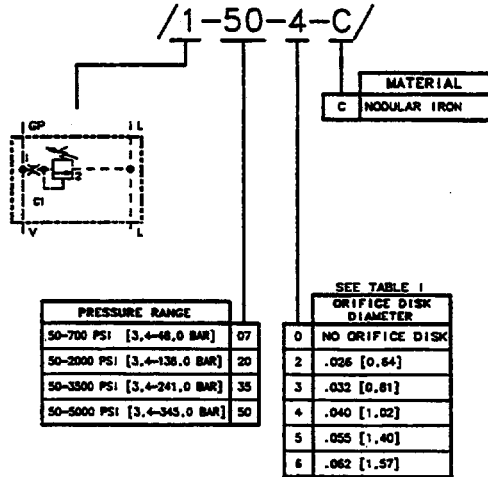 /1-50-4-C/
MATERIAL
C NODULAR IRON
GP L
1
2
C1
V L
PRESSURE RANGE
50-700 PSI [3,4-48,0 BAR] 07
50-2000 PSI [3,4-138,0 BAR] 20
50-3500 PSI [3,4-241,0 BAR] 35
50-5000 PSI [3,4-345,0 BAR] 50
SEE TABLE 1
ORIFICE DISK
DIAMETER
0 NO ORIFICE DISK
2 .026 [0,64]
3 .032 [0,81]
4 .040 [1,02]
5 .055 [1,40]
6 .062 [1,57]